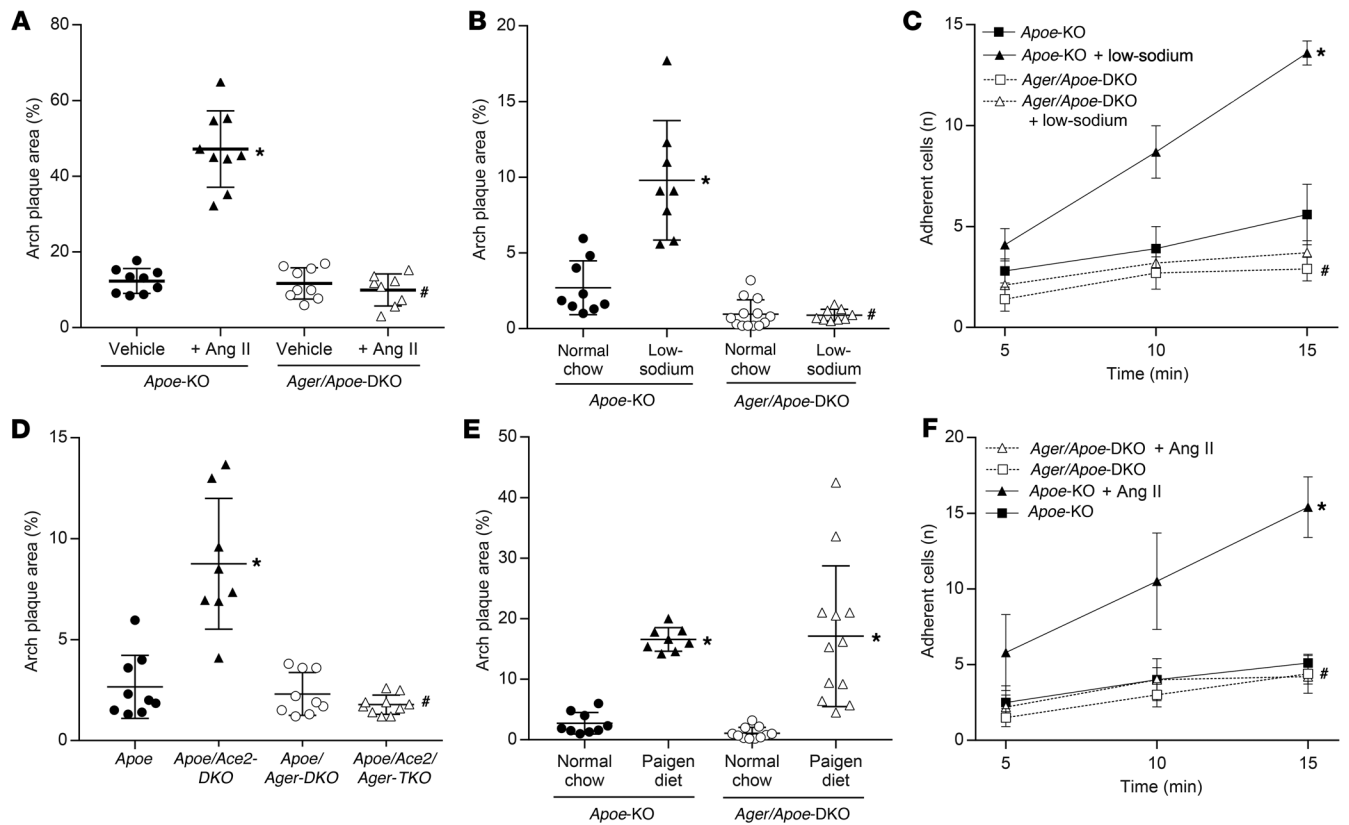 A
80
60
40
20
0
Arch plaque area (%)
*
#
Vehicle + Ang II Vehicle + Ang II
Apoe-KO Ager/Apoe-DKO
B
20
15
10
5
0
Arch plaque area (%)
*
#
Normal chow
Low-sodium
Normal chow
Low-sodium
Apoe-KO Ager/Apoe-DKO
C
15
10
5
0
Adherent cells (n)
Apoe-KO
Apoe-KO + low-sodium
Ager/Apoe-DKO
Ager/Apoe-DKO
+ low-sodium
*
#
5 10 15
Time (min)
D
15
10
5
0
Arch plaque area (%)
*
#
Apoe
Apoe/Ace2-
DKO
Apoe/
Ager-DKO
Apoe/Ace2/
Ager-TKO
E
50
40
30
20
10
0
Arch plaque area (%)
*
*
Normal
chow
Paigen
diet
Normal
chow
Paigen
diet
Apoe-KO Ager/Apoe-DKO
F
20
15
10
5
0
Adherent cells (n)
Ager/Apoe-DKO + Ang II
Ager/Apoe-DKO
Apoe-KO + Ang II
Apoe-KO
*
#
5 10 15
Time (min)